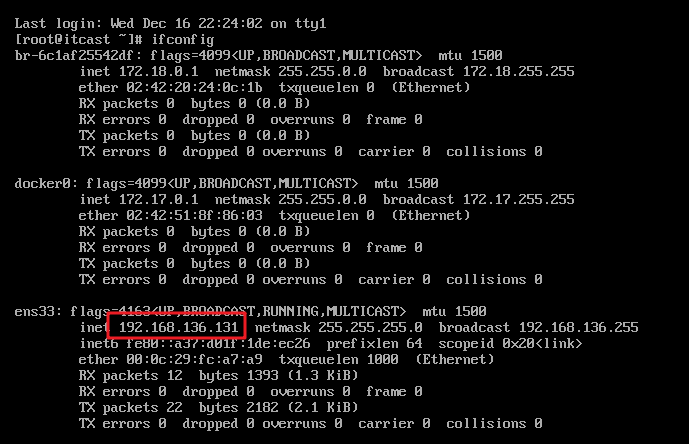 Last login: Wed Dec 16 22:24:02 on tty1
[root@itcast ~]# ifconfig
br-6c1af25542df: flags=4099<UP,BROADCAST,MULTICAST>  mtu 1500
        inet 172.18.0.1  netmask 255.255.0.0  broadcast 172.18.255.255
        ether 02:42:20:24:0c:1b  txqueuelen 0  (Ethernet)
        RX packets 0  bytes 0 (0.0 B)
        RX errors 0  dropped 0  overruns 0  frame 0
        TX packets 0  bytes 0 (0.0 B)
        TX errors 0  dropped 0 overruns 0  carrier 0  collisions 0

docker0: flags=4099<UP,BROADCAST,MULTICAST>  mtu 1500
        inet 172.17.0.1  netmask 255.255.0.0  broadcast 172.17.255.255
        ether 02:42:51:8f:86:03  txqueuelen 0  (Ethernet)
        RX packets 0  bytes 0 (0.0 B)
        RX errors 0  dropped 0  overruns 0  frame 0
        TX packets 0  bytes 0 (0.0 B)
        TX errors 0  dropped 0 overruns 0  carrier 0  collisions 0

ens33: flags=4163<UP,BROADCAST,RUNNING,MULTICAST>  mtu 1500
        inet 192.168.136.131  netmask 255.255.255.0  broadcast 192.168.136.255
        inet6 prefixlen 64  scopeid 0x20<link>
        ether 00:0c:29:fc:a7:a9  txqueuelen 1000  (Ethernet)
        RX packets 12  bytes 1393 (1.3 KiB)
        RX errors 0  dropped 0  overruns 0  frame 0
        TX packets 22  bytes 2182 (2.1 KiB)
        TX errors 0  dropped 0 overruns 0  carrier 0  collisions 0